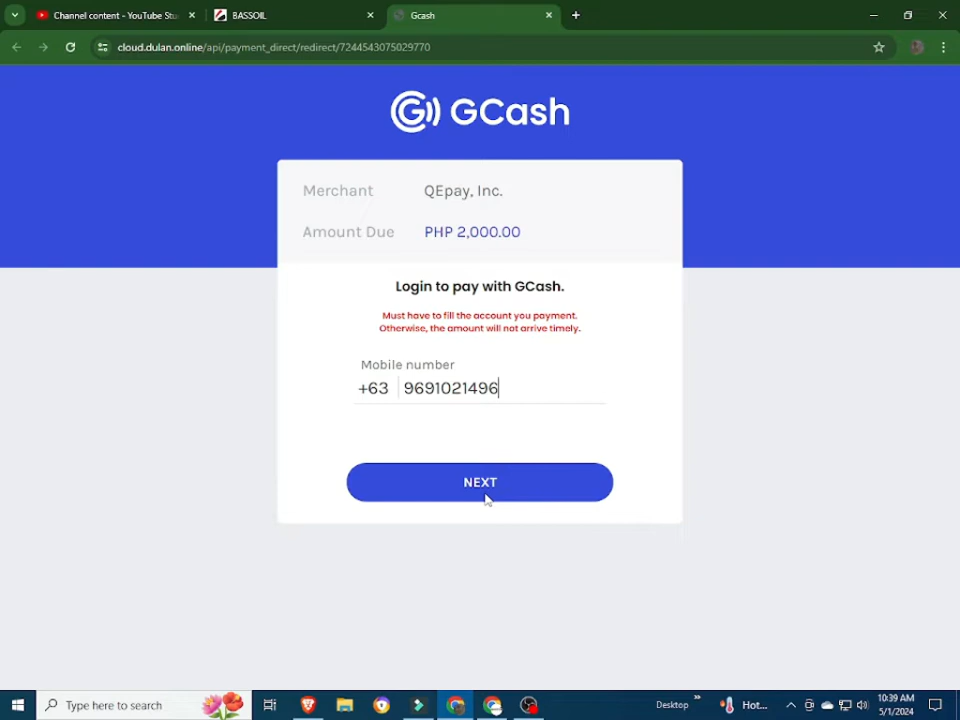 Channel content - YouTube Stu
BASSOIL
Gcash
cloud.dulan.online/api/payment_direct/redirect/7244543075029770
GCash
Merchant QEpay, Inc.
Amount Due PHP 2,000.00
Login to pay with GCash.
Must have to fill the account you payment.
Otherwise, the amount will not arrive timely.
Mobile number
+63 9691021496
NEXT
Type here to search
Desktop
Hot...
10:39 AM
5/1/2024